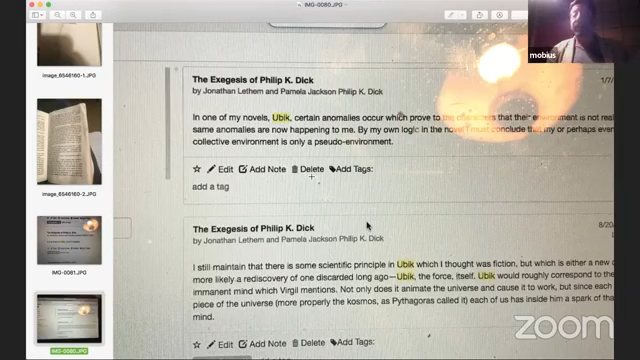 IMG-0080.JPG
mobius
image_6546160-1.JPG
image_6546160-2.JPG
IMG-0081.JPG
IMG-0080.JPG
The Exegesis of Philip K. Dick
1/7/
by Jonathan Lethem and Pamela Jackson Philip K. Dick
In one of my novels, Ubik, certain anomalies occur which prove to the characters that their environment is not real
same anomalies are now happening to me. By my own logic in the novel I must conclude that my or perhaps even
collective environment is only a pseudo-environment.
Edit Add Note Delete Add Tags:
add a tag
The Exegesis of Philip K. Dick
8/20
by Jonathan Lethem and Pamela Jackson Philip K. Dick
I still maintain that there is some scientific principle in Ubik which I thought was fiction, but which is either a new
more likely a rediscovery of one discarded long ago—Ubik, the force, itself. Ubik would roughly correspond to the
immanent mind which Virgil mentions. Not only does it animate the universe and cause it to work, but since each
piece of the universe (more properly the kosmos, as Pythagoras called it) each of us has inside him a spark of tha
mind.
Edit Add Note Delete Add Tags:
zoom